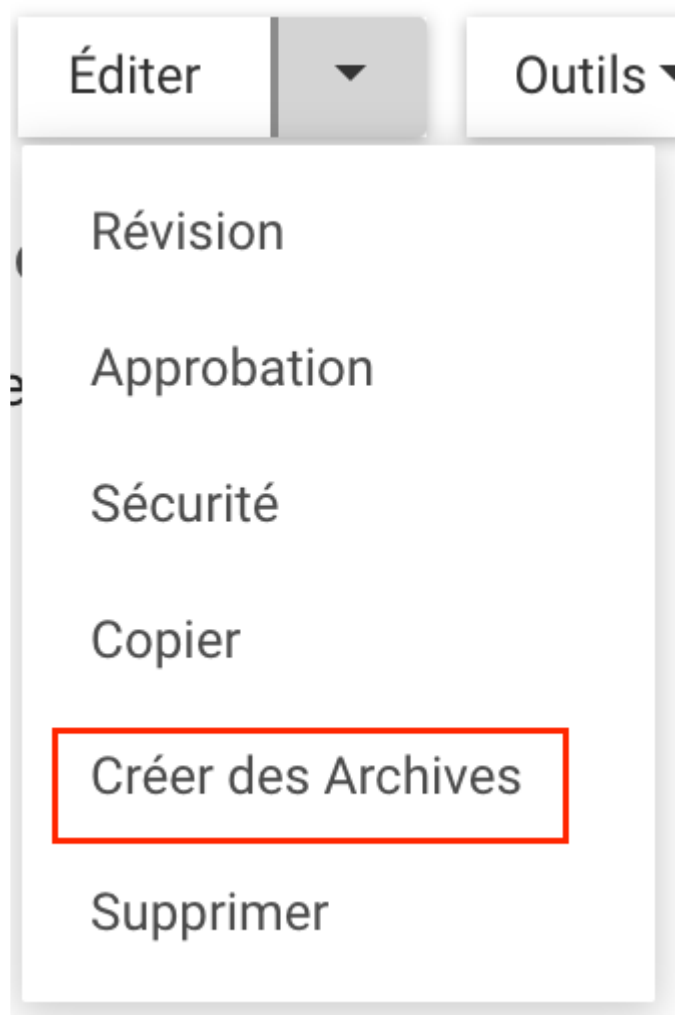 Éditer Outils
Révision
Approbation
Sécurité
Copier
Créer des Archives
Supprimer